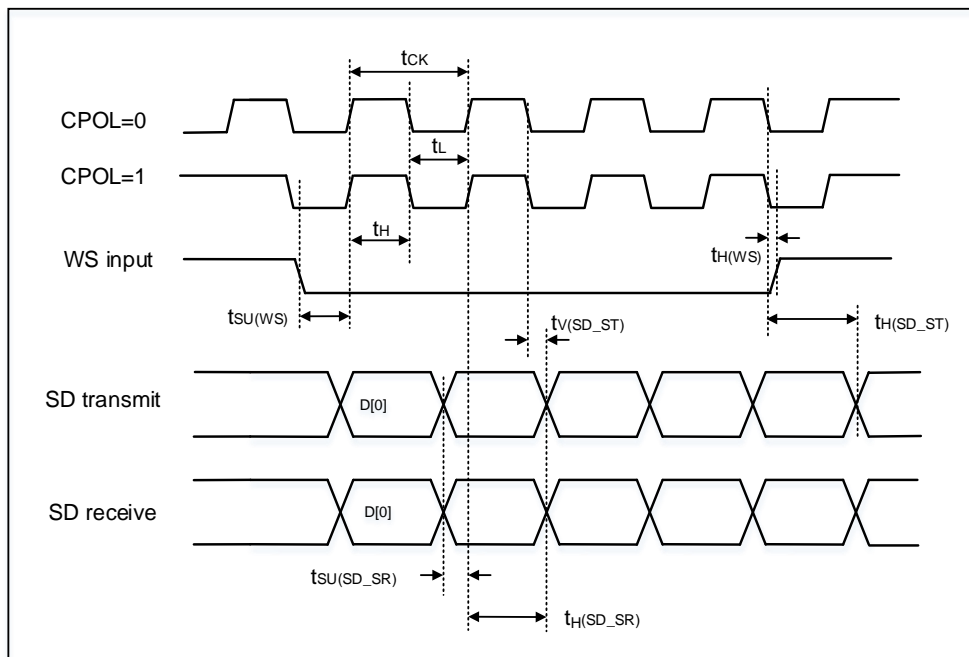 tCK
CPOL=0
tL
CPOL=1
tH
tH(WS)
WS input
tSU(WS)
tV(SD_ST)
tH(SD_ST)
SD transmit
D[0]
SD receive
D[0]
tSU(SD_SR)
tH(SD_SR)